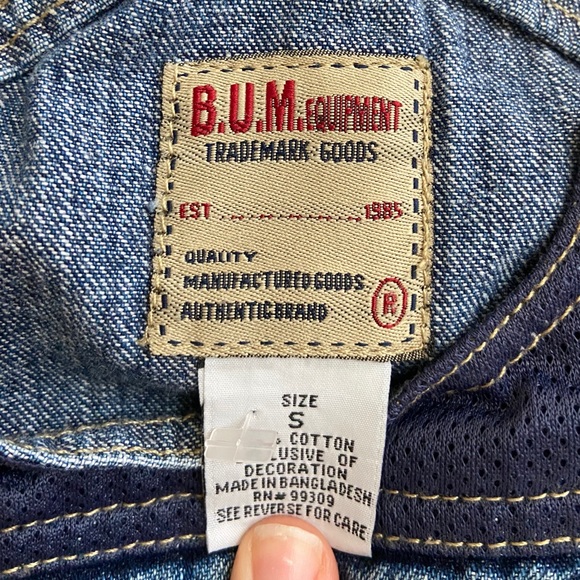 B.U.M. EQUIPMENT
TRADEMARK GOODS
EST 1985
QUALITY
MANUFACTURED GOODS
AUTHENTIC BRAND R
SIZE
S
COTTON
OF
DECORATION
MADE IN BANGLADESH
RN# 99309
SEE REVERSE FOR CARE